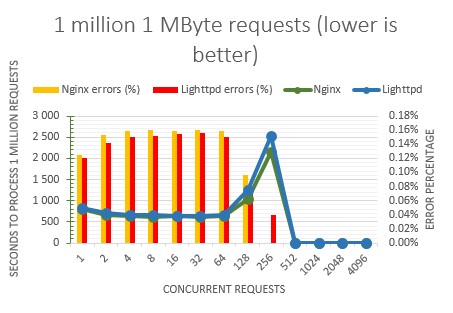 1 million 1 MByte requests (lower is
better)
Nginx errors (%) Lighttpd errors (%) Nginx Lighttpd
SECONDS TO PROCESS 1 MILLION REQUESTS
3 000
2 500
2 000
1 500
1 000
500
0
0.18%
0.16%
0.14%
0.12%
0.10%
0.08%
0.06%
0.04%
0.02%
0.00%
ERROR PERCENTAGE
1 2 4 8 16 32 64 128 256 512 1024 2048 4096
CONCURRENT REQUESTS